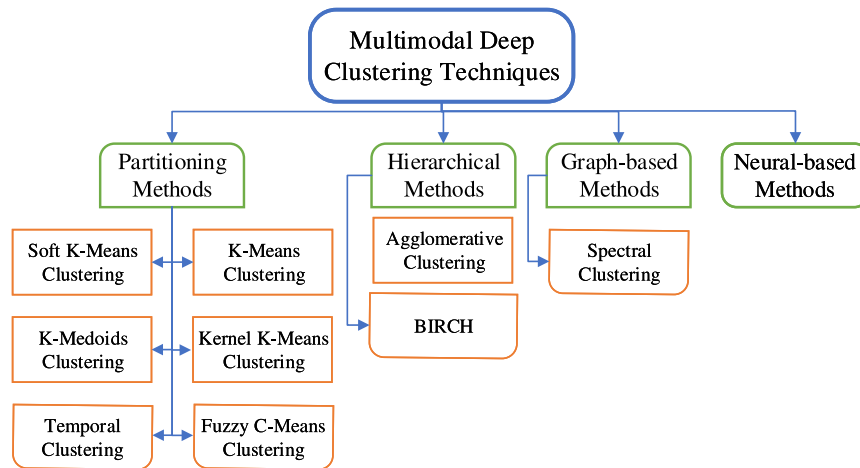 Multimodal Deep
Clustering Techniques
Partitioning
Methods
Hierarchical
Methods
Graph-based
Methods
Neural-based
Methods
Soft K-Means
Clustering
K-Means
Clustering
K-Medoids
Clustering
Kernel K-Means
Clustering
Temporal
Clustering
Fuzzy C-Means
Clustering
Agglomerative
Clustering
BIRCH
Spectral
Clustering